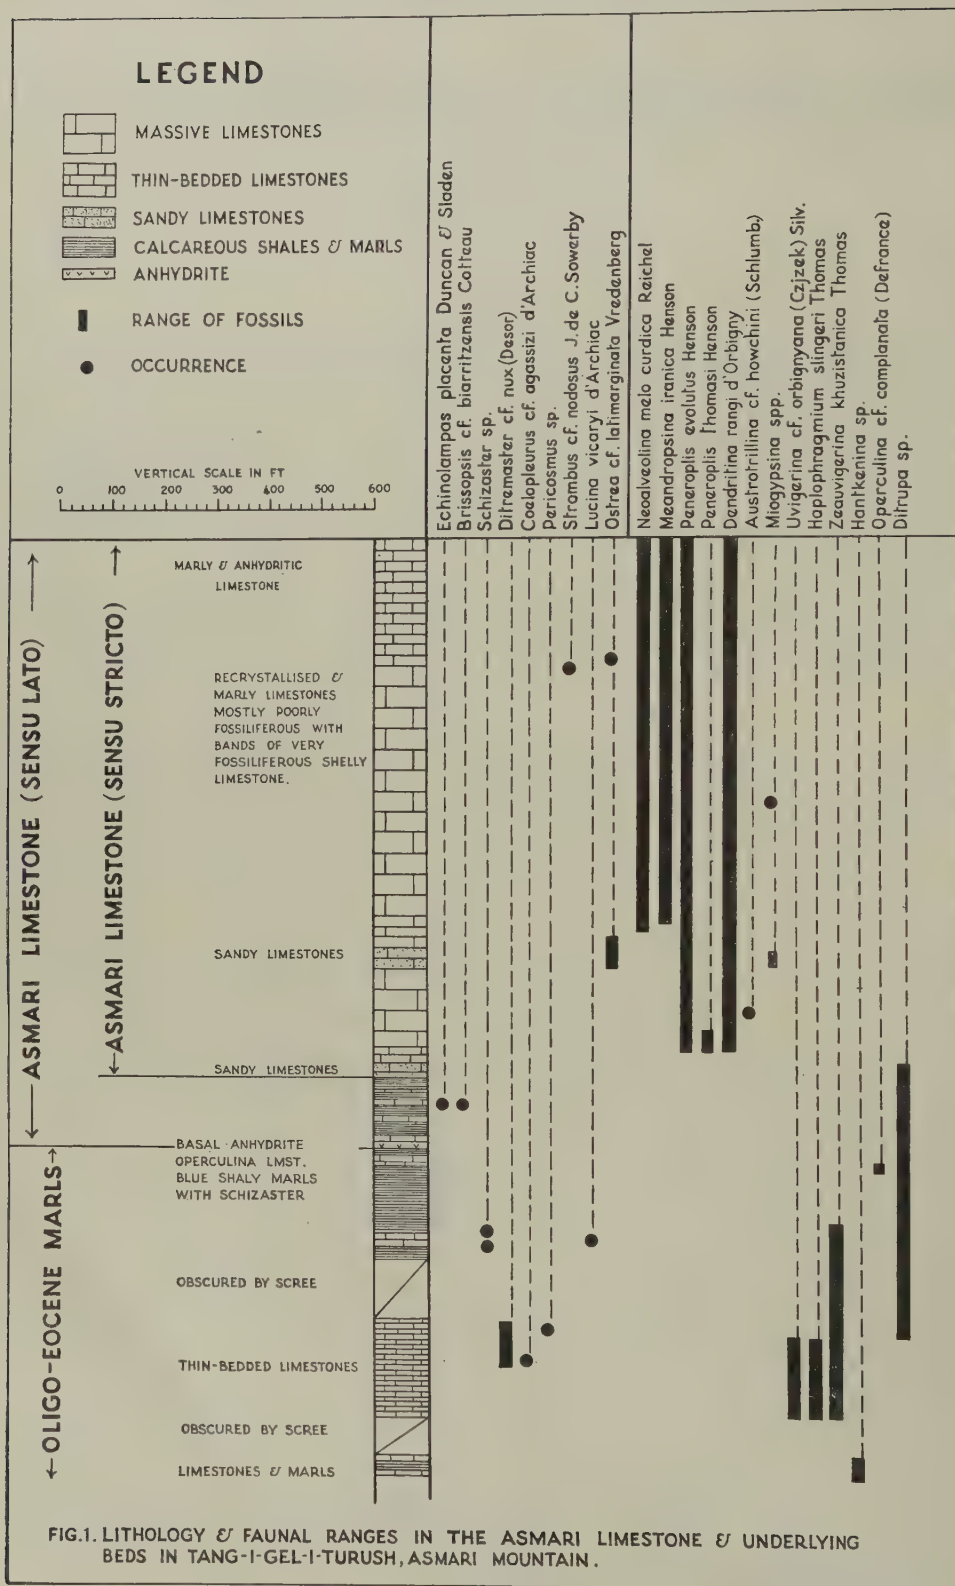 LEGEND
MASSIVE LIMESTONES
THIN-BEDDED LIMESTONES
SANDY LIMESTONES
CALCAREOUS SHALES & MARLS
ANHYDRITE
RANGE OF FOSSILS
OCCURRENCE
VERTICAL SCALE IN FT
0 100 200 300 400 500 600
Echinolampas placenta Duncan & Sladen
Brissopsis cf. biarritzensis Cotteau
Schizaster sp.
Ditremaster cf. nux (Desor)
Coelopleurus cf. agassizi d'Archiac
Pericosmus sp.
Strombus cf. nodosus J. de C. Sowerby
Lucina vicaryi d'Archiac
Ostrea cf. latimarginata Vredenberg
Neoalveolina melo curdica Reichel
Meandropsina iranica Henson
Peneroplis evolutus Henson
Peneroplis thomasi Henson
Dendritina rangi d'Orbigny
Austrotrillina cf. howchini (Schlumb.)
Miogypsina spp.
Uvigerina cf. orbignyana (Czjzek) Silv.
Haplophragmium slingeri Thomas
Zeauvigerina khuzistanica Thomas
Hantkenina sp.
Operculina cf. complanata (Defrance)
Ditrupa sp.
ASMARI LIMESTONE (SENSU LATO)
ASMARI LIMESTONE (SENSU STRICTO)
OLIGO-EOCENE MARLS
MARLY & ANHYDRITIC
LIMESTONE
RECRYSTALLISED &
MARLY LIMESTONES
MOSTLY POORLY
FOSSILIFEROUS WITH
BANDS OF VERY
FOSSILIFEROUS SHELLY
LIMESTONE.
SANDY LIMESTONES
SANDY LIMESTONES
BASAL ANHYDRITE
OPERCULINA LMST.
BLUE SHALY MARLS
WITH SCHIZASTER
OBSCURED BY SCREE
THIN-BEDDED LIMESTONES
OBSCURED BY SCREE
LIMESTONES & MARLS
FIG.1. LITHOLOGY & FAUNAL RANGES IN THE ASMARI LIMESTONE & UNDERLYING
BEDS IN TANG-I-GEL-I-TURUSH, ASMARI MOUNTAIN.